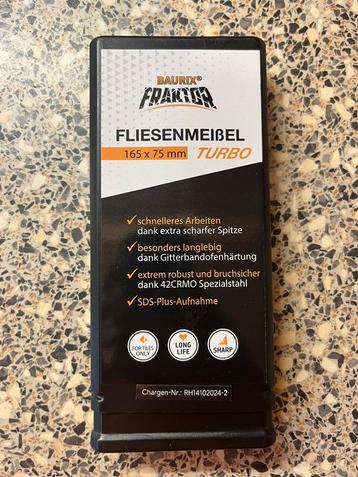 BAURIX®
FRAKTOR
FLIESENMEIẞEL
165 x 75 mm TURBO
✓ schnelleres Arbeiten
dank extra scharfer Spitze
✓ besonders langlebig
dank Gitterbandofenhärtung
✓ extrem robust und bruchsicher
dank 42CRMO Spezialstahl
✓ SDS-Plus-Aufnahme
FOR TILES
ONLY
LONG
LIFE
SHARP
Chargen-Nr.: RH14102024-2